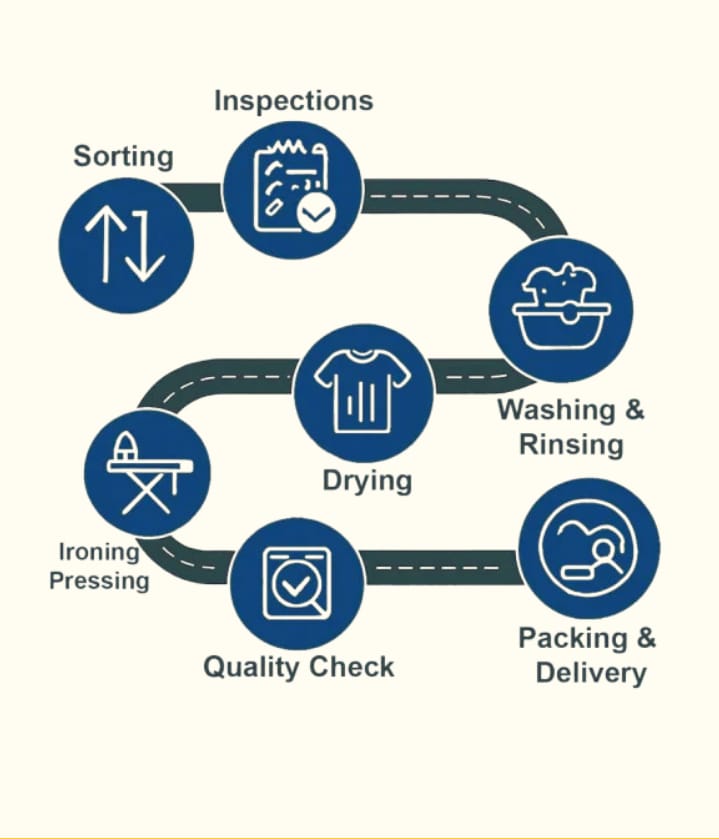 Inspections
Sorting
Washing &
Rinsing
Drying
Ironing
Pressing
Quality Check
Packing &
Delivery